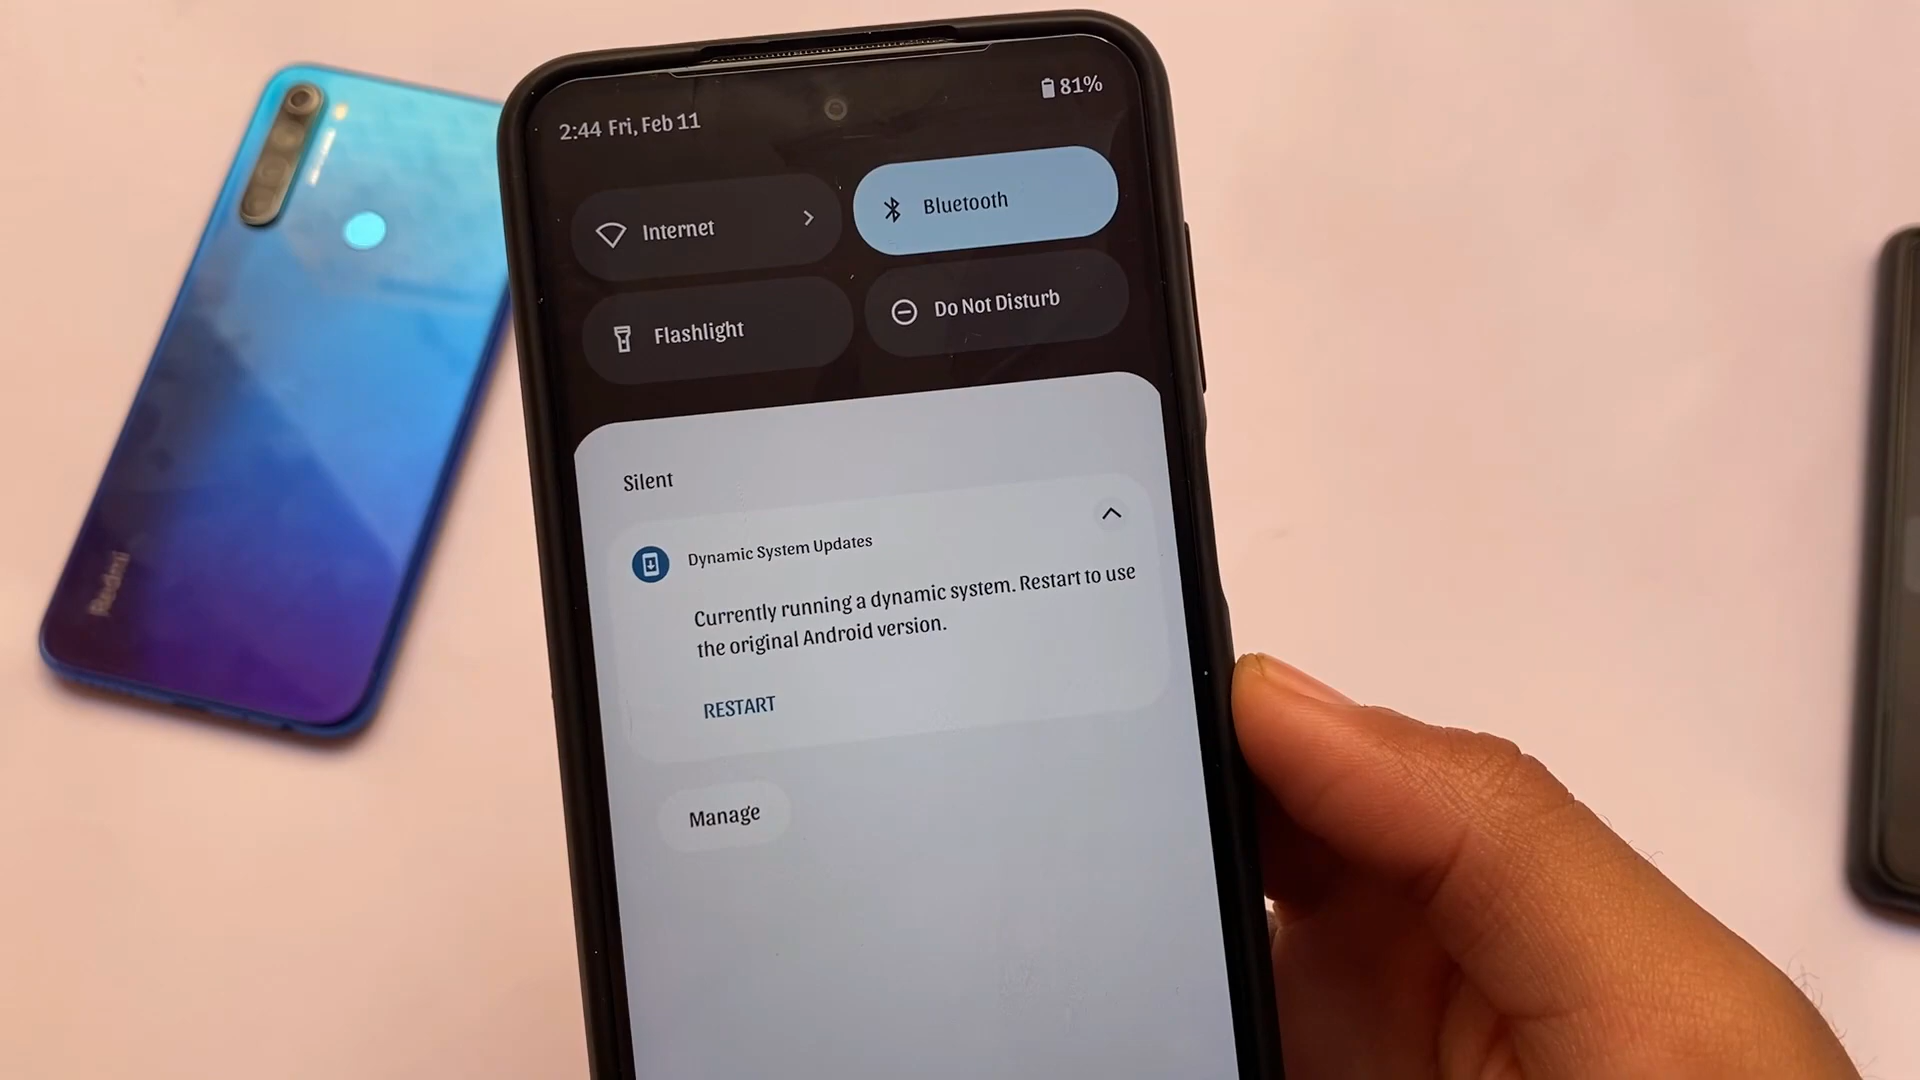 2:44 Fri, Feb 11
81%
Internet
Bluetooth
Flashlight
Do Not Disturb
Silent
Dynamic System Updates
Currently running a dynamic system. Restart to use
the original Android version.
RESTART
Manage
Redmi